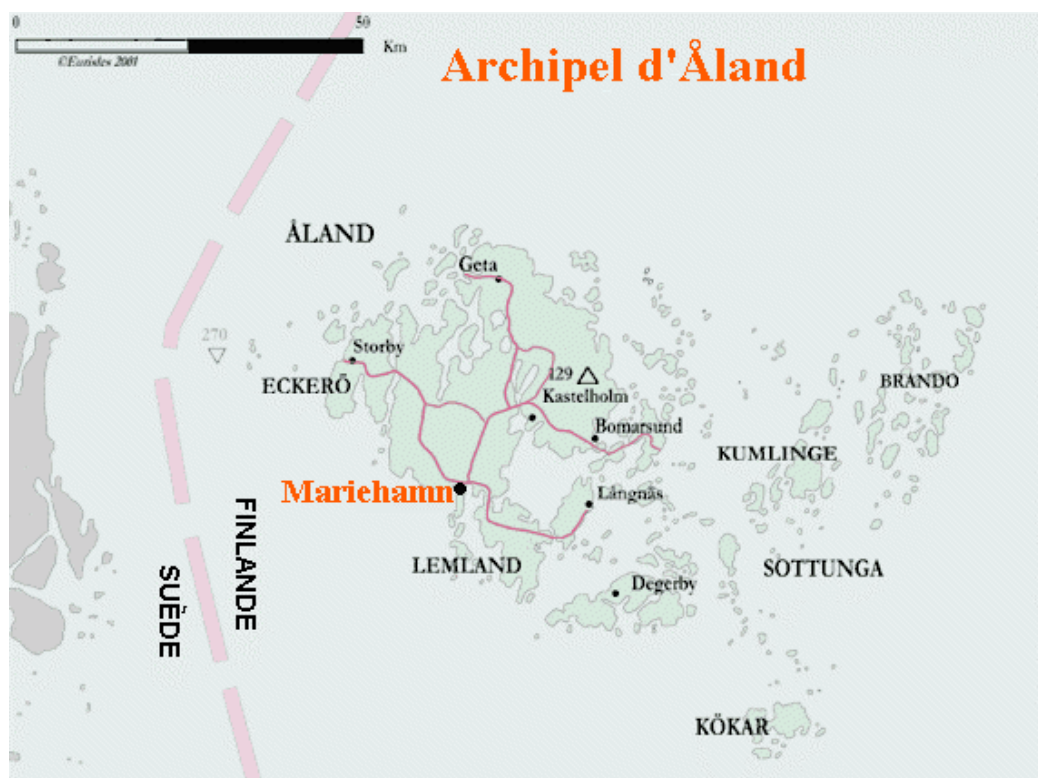 0 50
Km
©Eurisles 2001
Archipel d'Åland
ÅLAND
Geta
270
Storby
ECKERÖ
129
Kastelholm
BRANDO
Bomarsund
KUMLINGE
Mariehamn
Långnäs
FINLANDE
SUÈDE
LEMLAND
SOTTUNGA
Degerby
KÖKAR